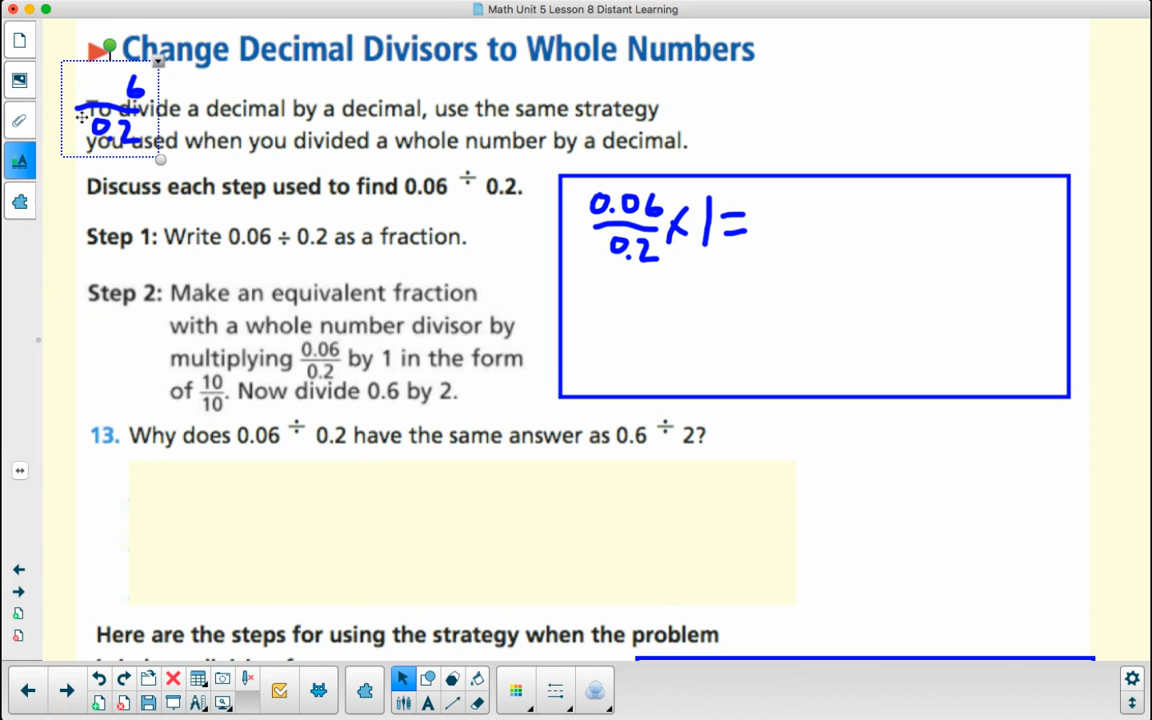 Math Unit 5 Lesson 8 Distant Learning
Change Decimal Divisors to Whole Numbers
6
0.2
To divide a decimal by a decimal, use the same strategy
you used when you divided a whole number by a decimal.
Discuss each step used to find 0.06 ÷ 0.2.
Step 1: Write 0.06 ÷ 0.2 as a fraction.
0.06
0.2
× 1 =
Step 2: Make an equivalent fraction
with a whole number divisor by
multiplying 0.06/0.2 by 1 in the form
of 10/10. Now divide 0.6 by 2.
13. Why does 0.06 ÷ 0.2 have the same answer as 0.6 ÷ 2?
Here are the steps for using the strategy when the problem